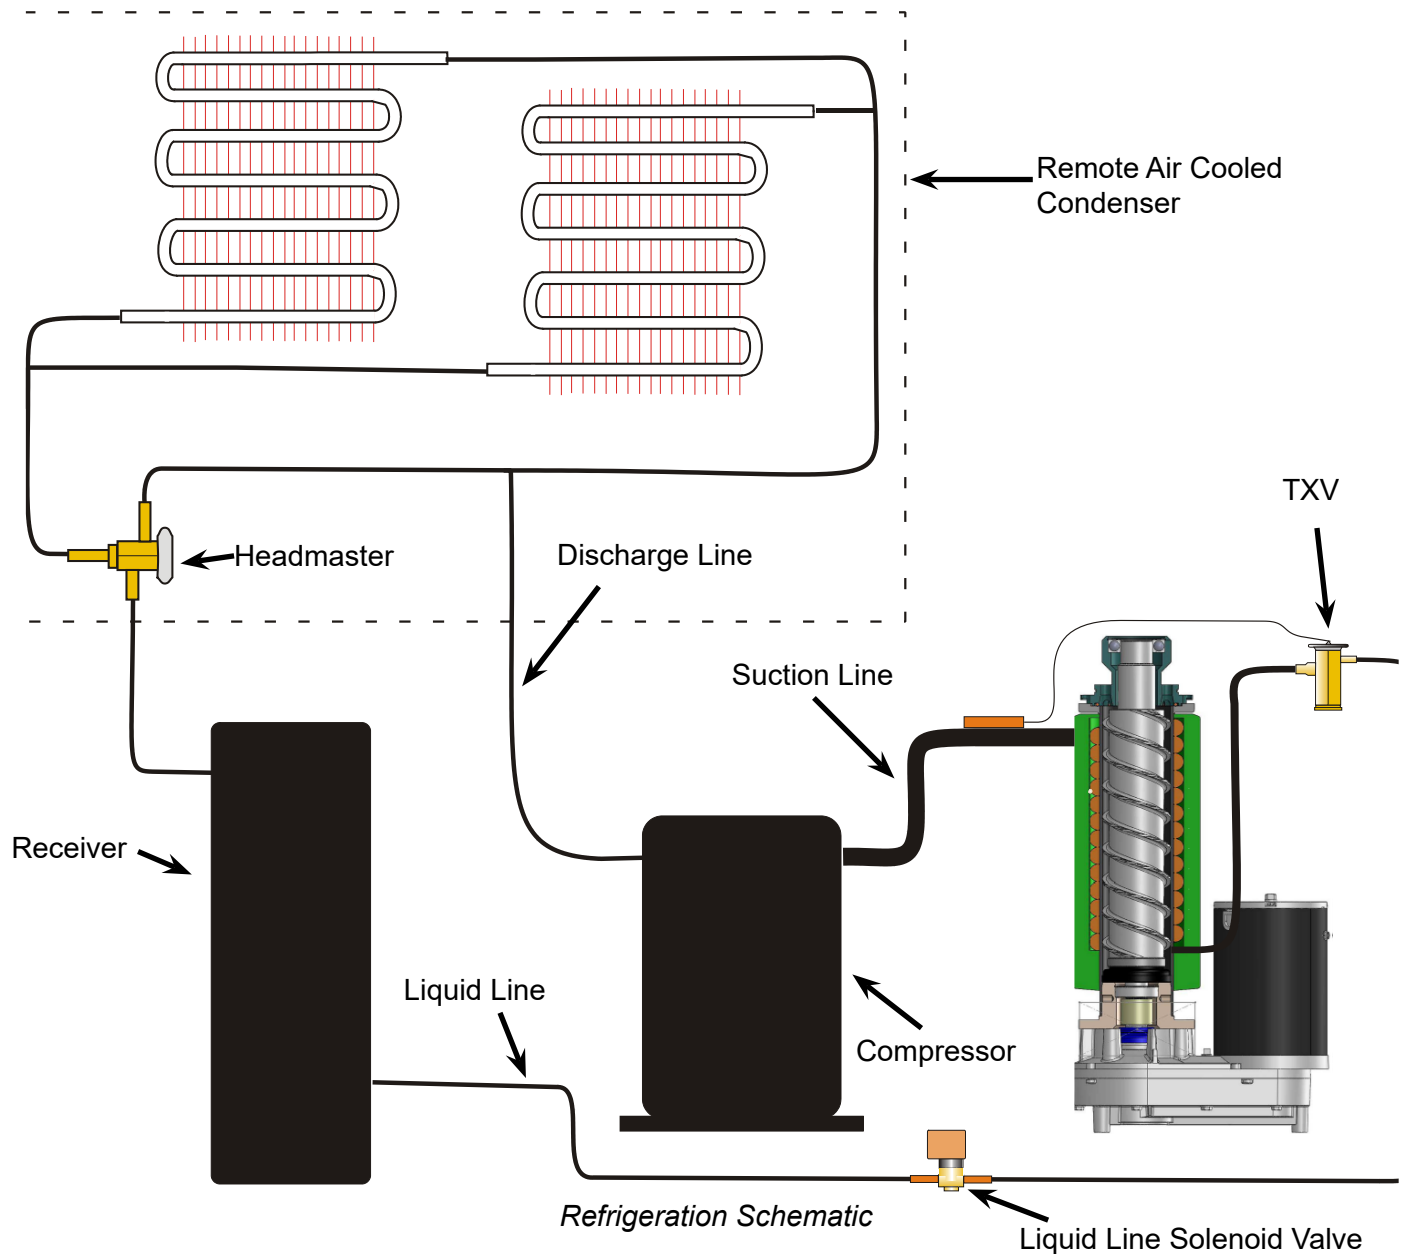 Remote Air Cooled
Condenser
TXV
Headmaster
Discharge Line
Suction Line
Receiver
Liquid Line
Compressor
Refrigeration Schematic
Liquid Line Solenoid Valve